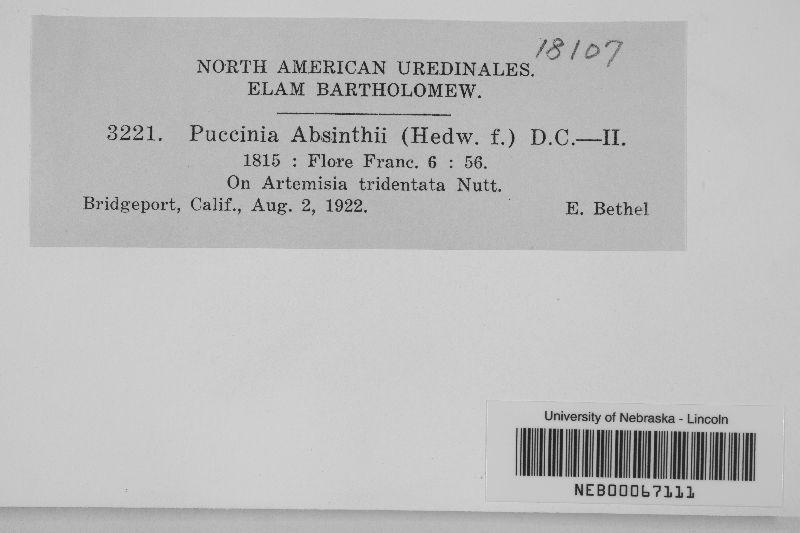 18107
NORTH AMERICAN UREDINALES.
ELAM BARTHOLOMEW.
3221. Puccinia Absinthii (Hedw. f.) D.C.—II.
1815 : Flore Franc. 6 : 56.
On Artemisia tridentata Nutt.
Bridgeport, Calif., Aug. 2, 1922. E. Bethel
University of Nebraska - Lincoln
NEB00067111